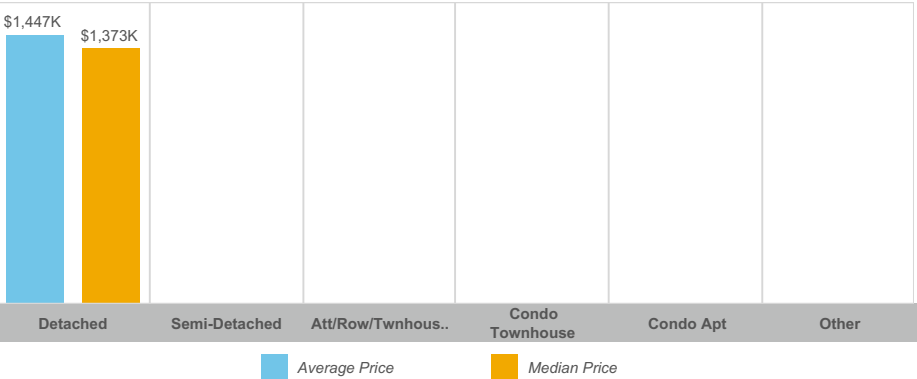 $1,447K
$1,373K
Detached
Semi-Detached
Att/Row/Twnhous..
Condo
Townhouse
Condo Apt
Other
Average Price
Median Price